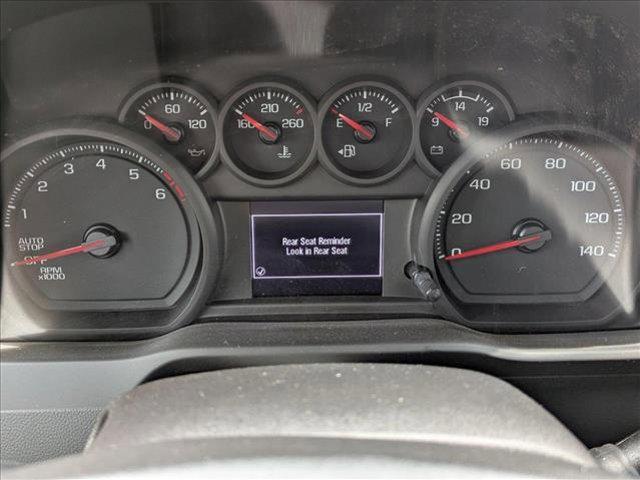 60
0 120
210
160 260
1/2
E F
14
9 19
1 2 3 4 5 6
AUTO
STOP
OFF
RPM
x1000
Rear Seat Reminder
Look in Rear Seat
0 20 40 60 80 100 120 140